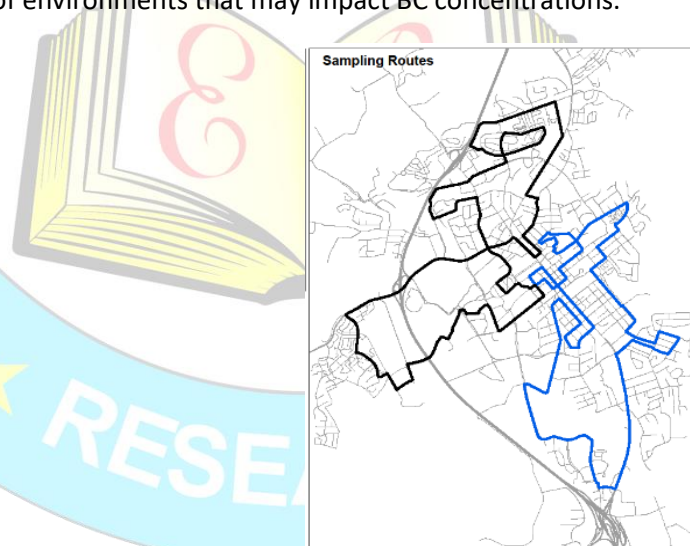 of environments that may impact BC concentrations.
Sampling Routes
RESE